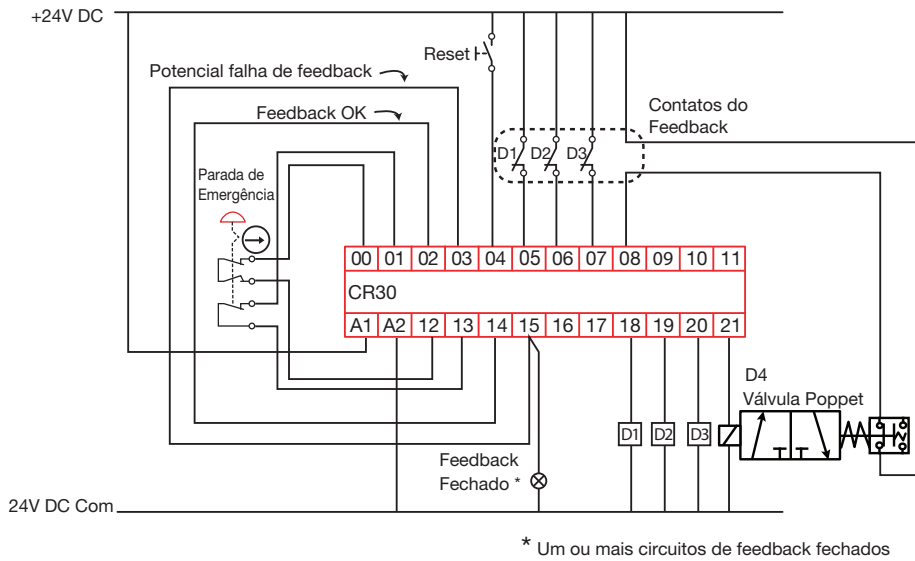 +24V DC
Reset
Potencial falha de feedback
Feedback OK
Contatos do
Feedback
D1 D2 D3
Parada de
Emergência
00 01 02 03 04 05 06 07 08 09 10 11
CR30
A1 A2 12 13 14 15 16 17 18 19 20 21
D4
Válvula Poppet
D1 D2 D3
Feedback
Fechado *
24V DC Com
* Um ou mais circuitos de feedback fechados